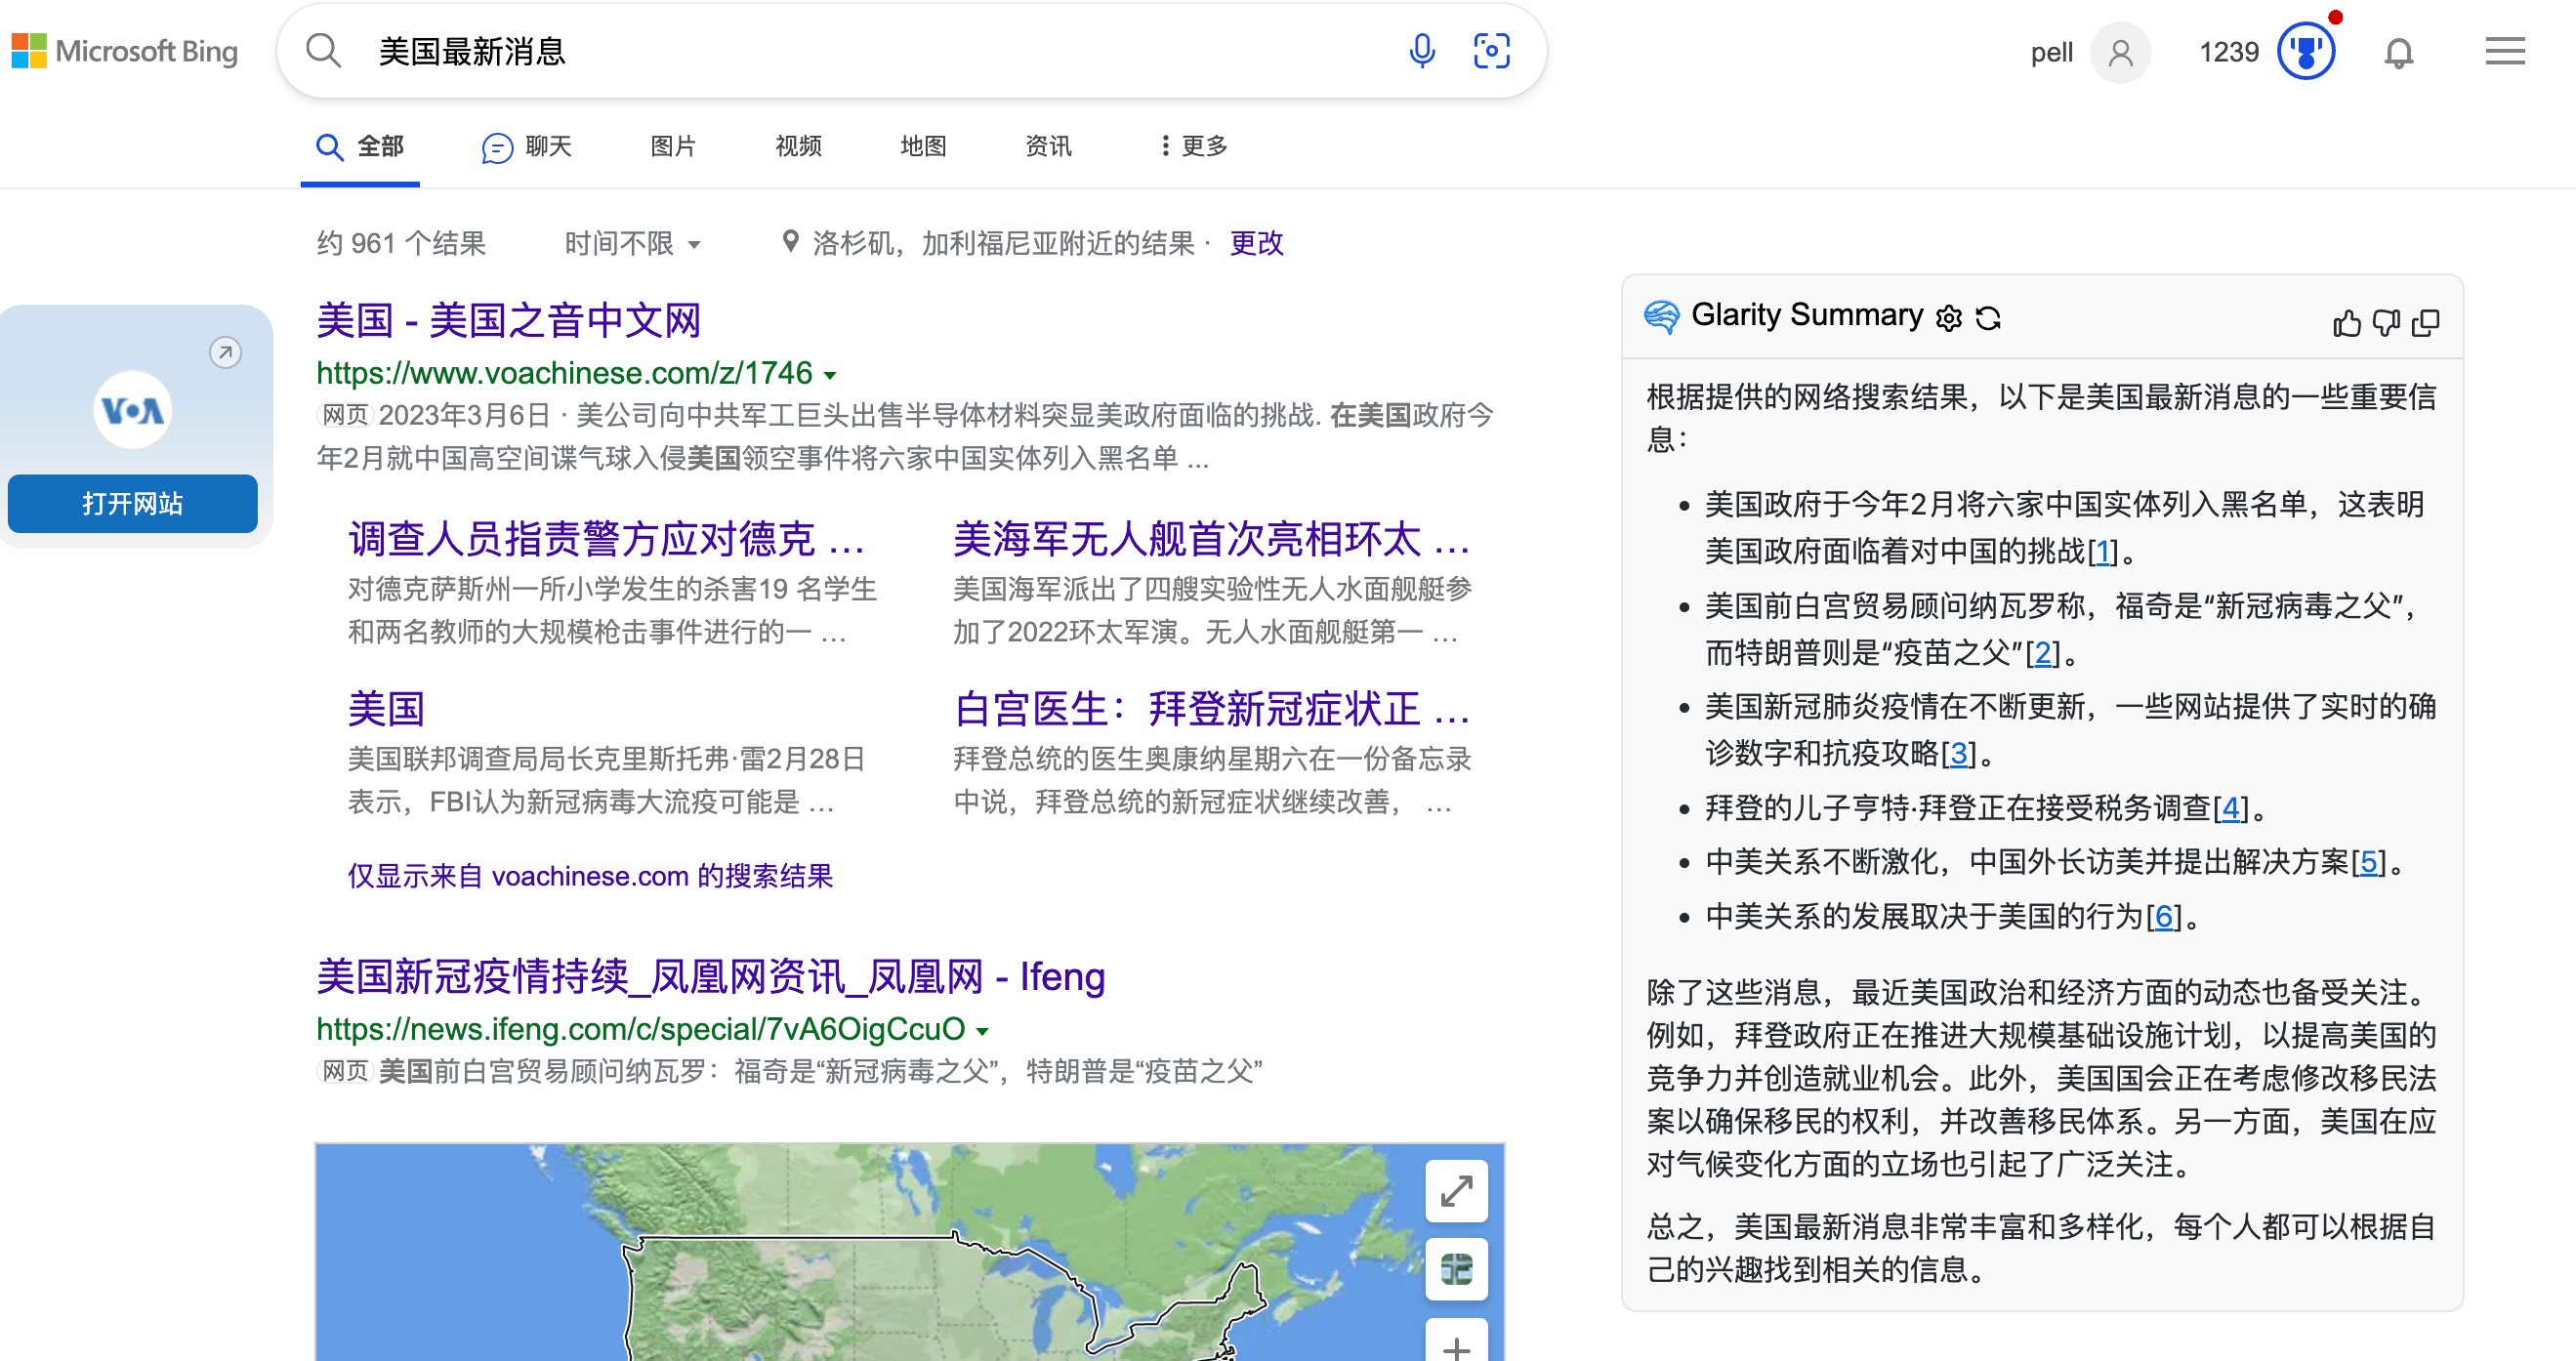 Microsoft Bing
美国最新消息
pell
1239
全部
聊天
图片
视频
地图
资讯
更多
约 961 个结果
时间不限
洛杉矶，加利福尼亚附近的结果 · 更改
VOA
打开网站
美国 - 美国之音中文网
https://www.voachinese.com/z/1746
网页 2023年3月6日 · 美公司向中共军工巨头出售半导体材料突显美政府面临的挑战. 在美国政府今
年2月就中国高空间谍气球入侵美国领空事件将六家中国实体列入黑名单 ...
调查人员指责警方应对德克 ...
对德克萨斯州一所小学发生的杀害19 名学生
和两名教师的大规模枪击事件进行的一 ...
美海军无人舰首次亮相环太 ...
美国海军派出了四艘实验性无人水面舰艇参
加了2022环太军演。无人水面舰艇第一 ...
美国
美国联邦调查局局长克里斯托弗·雷2月28日
表示，FBI认为新冠病毒大流疫可能是 ...
白宫医生：拜登新冠症状正 ...
拜登总统的医生奥康纳星期六在一份备忘录
中说，拜登总统的新冠症状继续改善， ...
仅显示来自 voachinese.com 的搜索结果
美国新冠疫情持续_凤凰网资讯_凤凰网 - Ifeng
https://news.ifeng.com/c/special/7vA6OigCcuO
网页 美国前白宫贸易顾问纳瓦罗：福奇是“新冠病毒之父”，特朗普是“疫苗之父”
Glarity Summary
根据提供的网络搜索结果，以下是美国最新消息的一些重要信
息：
• 美国政府于今年2月将六家中国实体列入黑名单，这表明
美国政府面临着对中国的挑战[1]。
• 美国前白宫贸易顾问纳瓦罗称，福奇是“新冠病毒之父”，
而特朗普则是“疫苗之父”[2]。
• 美国新冠肺炎疫情在不断更新，一些网站提供了实时的确
诊数字和抗疫攻略[3]。
• 拜登的儿子亨特·拜登正在接受税务调查[4]。
• 中美关系不断激化，中国外长访美并提出解决方案[5]。
• 中美关系的发展取决于美国的行为[6]。
除了这些消息，最近美国政治和经济方面的动态也备受关注。
例如，拜登政府正在推进大规模基础设施计划，以提高美国的
竞争力并创造就业机会。此外，美国国会正在考虑修改移民法
案以确保移民的权利，并改善移民体系。另一方面，美国在应
对气候变化方面的立场也引起了广泛关注。
总之，美国最新消息非常丰富和多样化，每个人都可以根据自
己的兴趣找到相关的信息。